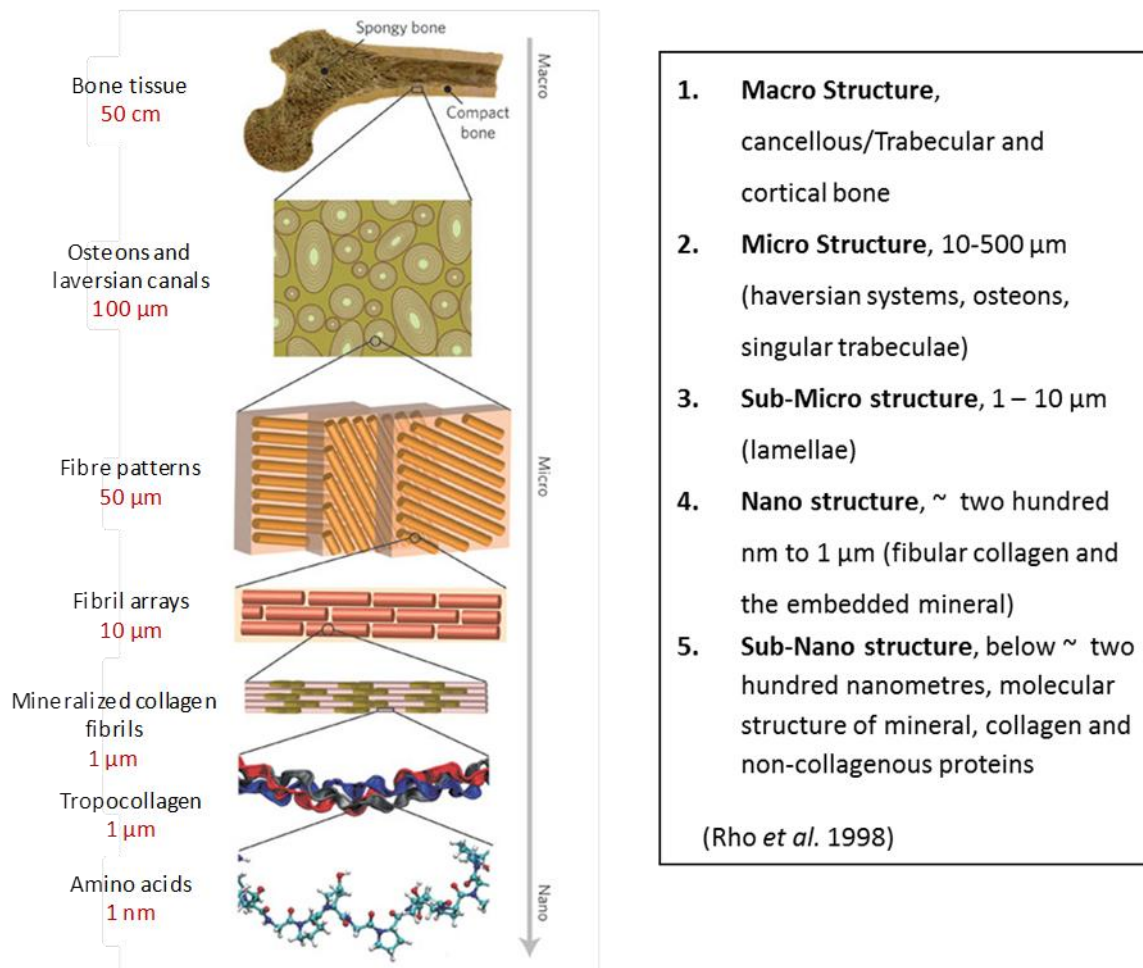 Spongy bone
Compact
bone
Macro
Micro
Nano
Bone tissue
50 cm
Osteons and
laversian canals
100 µm
Fibre patterns
50 µm
Fibril arrays
10 µm
Mineralized collagen
fibrils
1 µm
Tropocollagen
1 µm
Amino acids
1 nm
1. Macro Structure,
cancellous/Trabecular and
cortical bone
2. Micro Structure, 10-500 µm
(haversian systems, osteons,
singular trabeculae)
3. Sub-Micro structure, 1 – 10 µm
(lamellae)
4. Nano structure, ~ two hundred
nm to 1 µm (fibular collagen and
the embedded mineral)
5. Sub-Nano structure, below ~ two
hundred nanometres, molecular
structure of mineral, collagen and
non-collagenous proteins
(Rho et al. 1998)